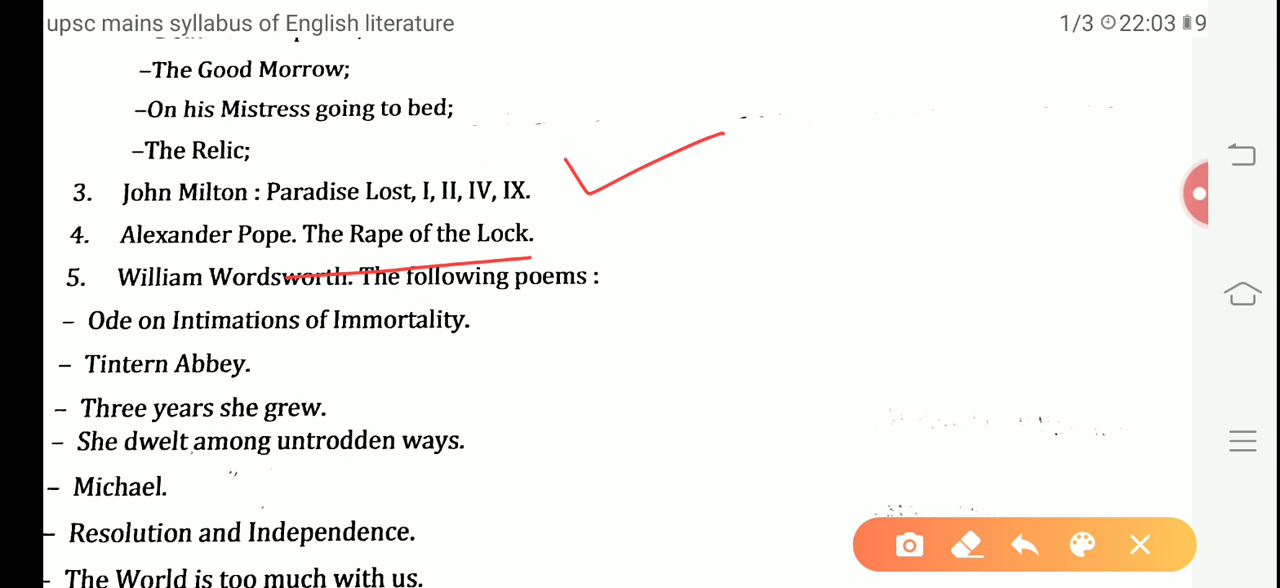 upsc mains syllabus of English literature
1/3 22:03 9
–The Good Morrow;
–On his Mistress going to bed;
–The Relic;
3. John Milton : Paradise Lost, I, II, IV, IX.
4. Alexander Pope. The Rape of the Lock.
5. William Wordsworth. The following poems :
– Ode on Intimations of Immortality.
– Tintern Abbey.
– Three years she grew.
– She dwelt among untrodden ways.
– Michael.
– Resolution and Independence.
– The World is too much with us.